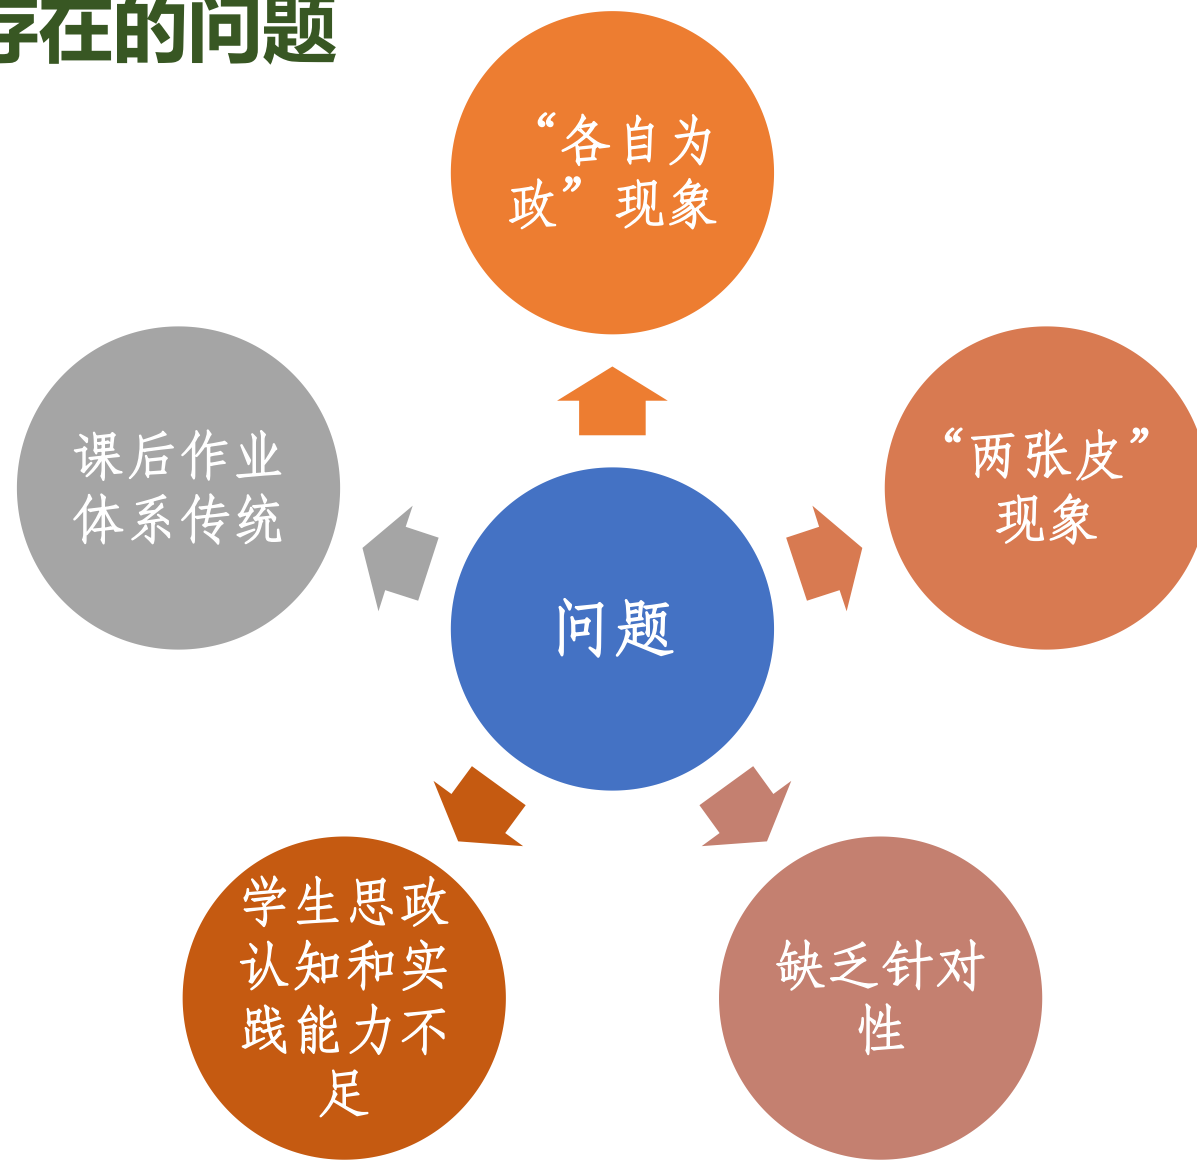 存在的问题
“各自为
政”现象
“两张皮”
现象
缺乏针对
性
学生思政
认知和实
践能力不
足
课后作业
体系传统
问题